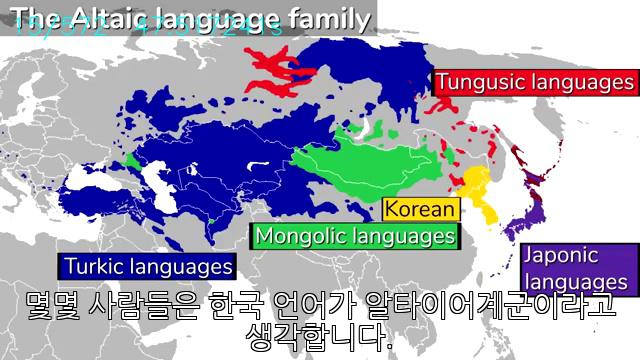 The Altaic language family
Tungusic languages
Korean
Mongolic languages
Turkic languages
Japonic
languages
몇몇 사람들은 한국 언어가 알타이어계군이라고
생각합니다.